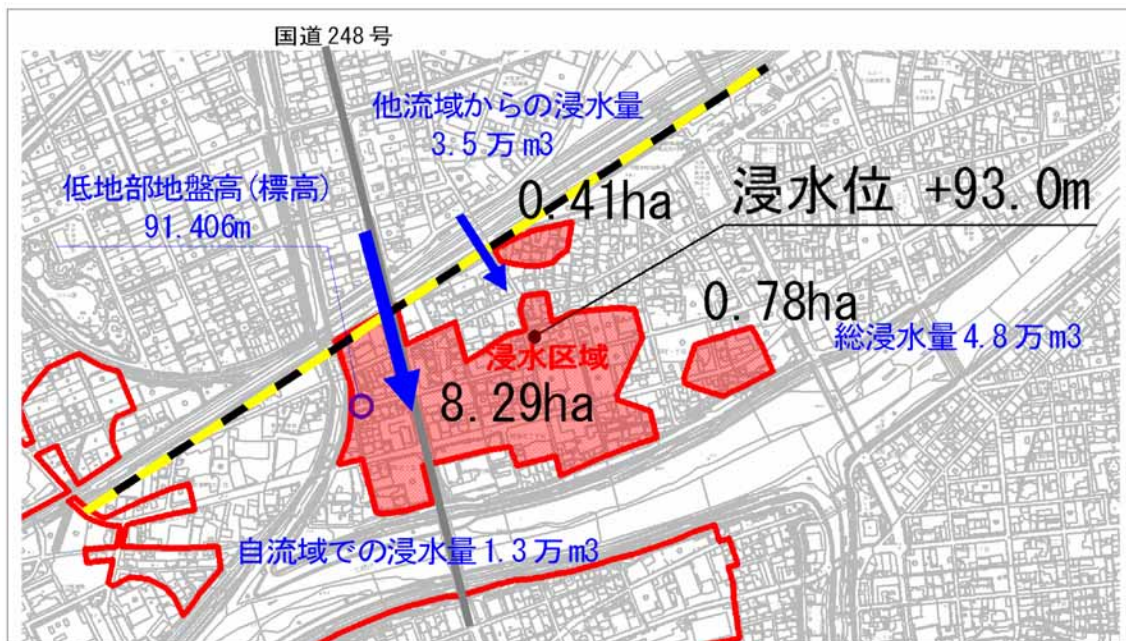 国道248号
他流域からの浸水量
3.5万m3
低地部地盤高(標高)
91.406m
0.41ha
浸水位 +93.0m
0.78ha
総浸水量4.8万m3
浸水区域
8.29ha
自流域での浸水量1.3万m3